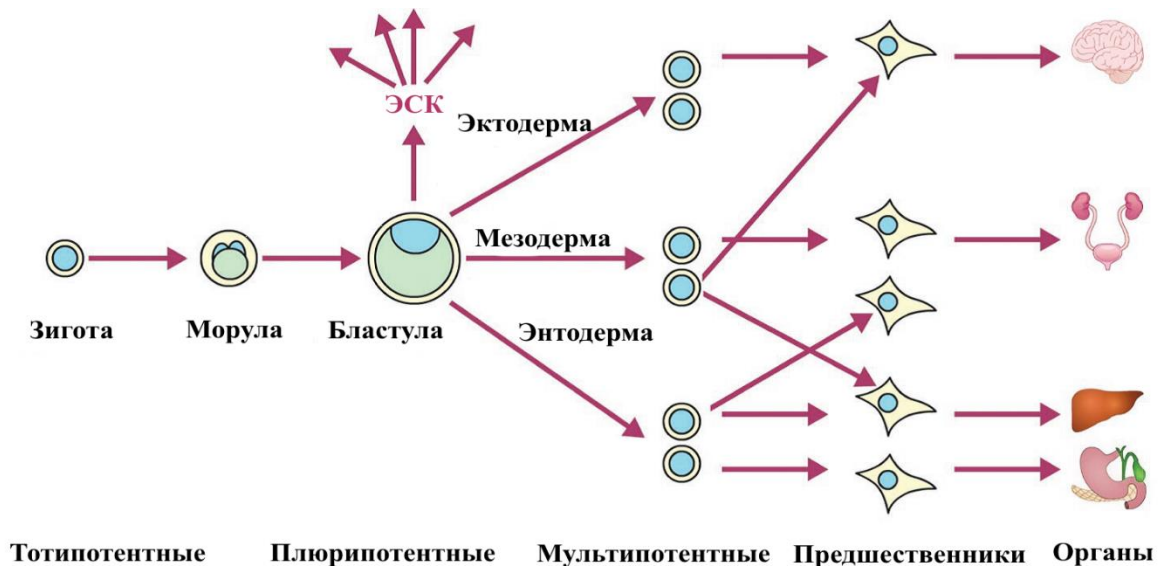 ЭСК
Эктодерма
Мезодерма
Зигота
Морула
Бластула
Энтодерма
Тотипотентные
Плюрипотентные
Мультипотентные
Предшественники
Органы